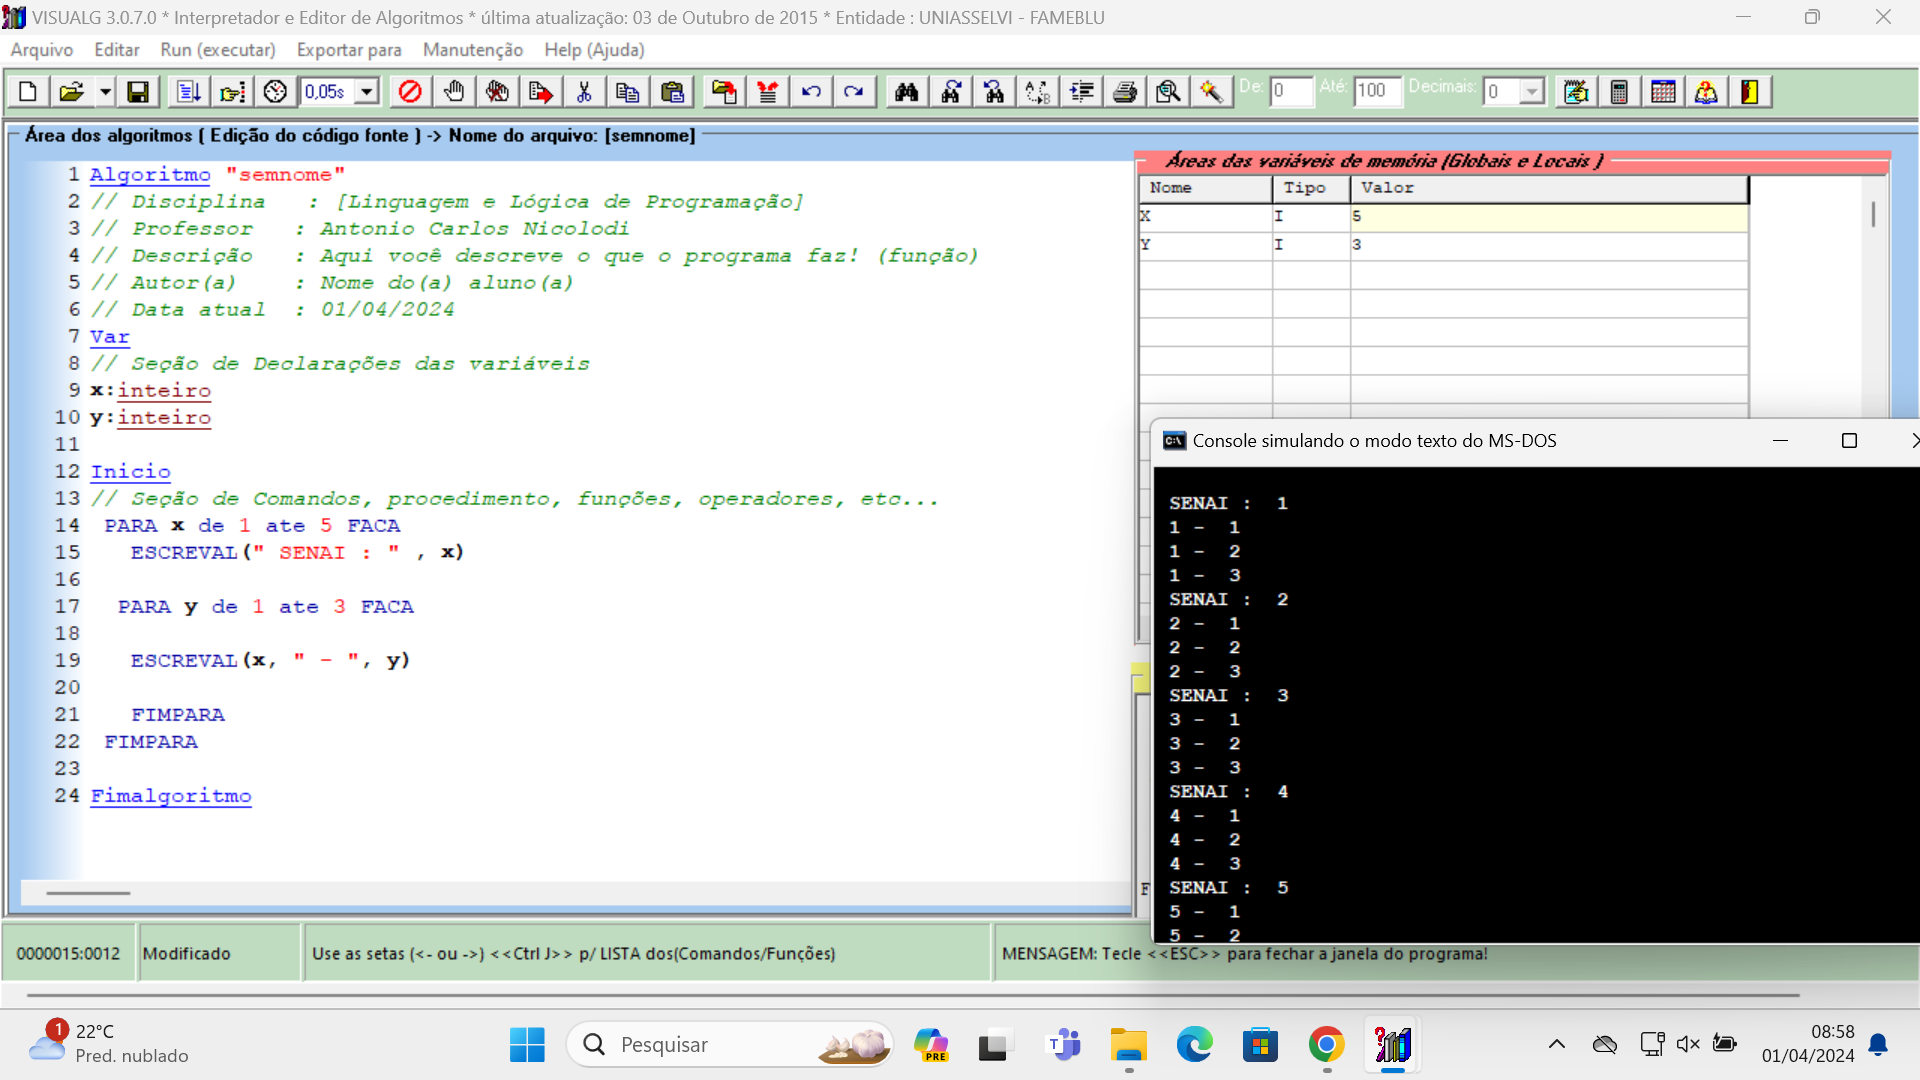 VISUALG 3.0.7.0 * Interpretador e Editor de Algoritmos * última atualização: 03 de Outubro de 2015 * Entidade : UNIASSELVI - FAMEBLU
Arquivo Editar Run (executar) Exportar para Manutenção Help (Ajuda)
0,05s De: 0 Até: 100 Decimais: 0
Área dos algoritmos ( Edição do código fonte ) -> Nome do arquivo: [semnome]
1 Algoritmo "semnome"
2 // Disciplina : [Linguagem e Lógica de Programação]
3 // Professor : Antonio Carlos Nicolodi
4 // Descrição : Aqui você descreve o que o programa faz! (função)
5 // Autor(a) : Nome do(a) aluno(a)
6 // Data atual : 01/04/2024
7 Var
8 // Seção de Declarações das variáveis
9 x:inteiro
10 y:inteiro
11
12 Inicio
13 // Seção de Comandos, procedimento, funções, operadores, etc...
14 PARA x de 1 ate 5 FACA
15 ESCREVAL(" SENAI : " , x)
16
17 PARA y de 1 ate 3 FACA
18
19 ESCREVAL(x, " - ", y)
20
21 FIMPARA
22 FIMPARA
23
24 Fimalgoritmo
Áreas das variáveis de memória (Globais e Locais )
Nome Tipo Valor
X I 5
Y I 3
Console simulando o modo texto do MS-DOS
SENAI : 1
1 - 1
1 - 2
1 - 3
SENAI : 2
2 - 1
2 - 2
2 - 3
SENAI : 3
3 - 1
3 - 2
3 - 3
SENAI : 4
4 - 1
4 - 2
4 - 3
SENAI : 5
5 - 1
5 - 2
F
0000015:0012 Modificado Use as setas (<- ou ->) <<Ctrl J>> p/ LISTA dos(Comandos/Funções) MENSAGEM: Tecle <<ESC>> para fechar a janela do programa!
1
22°C
Pred. nublado
Pesquisar
PRE
08:58
01/04/2024